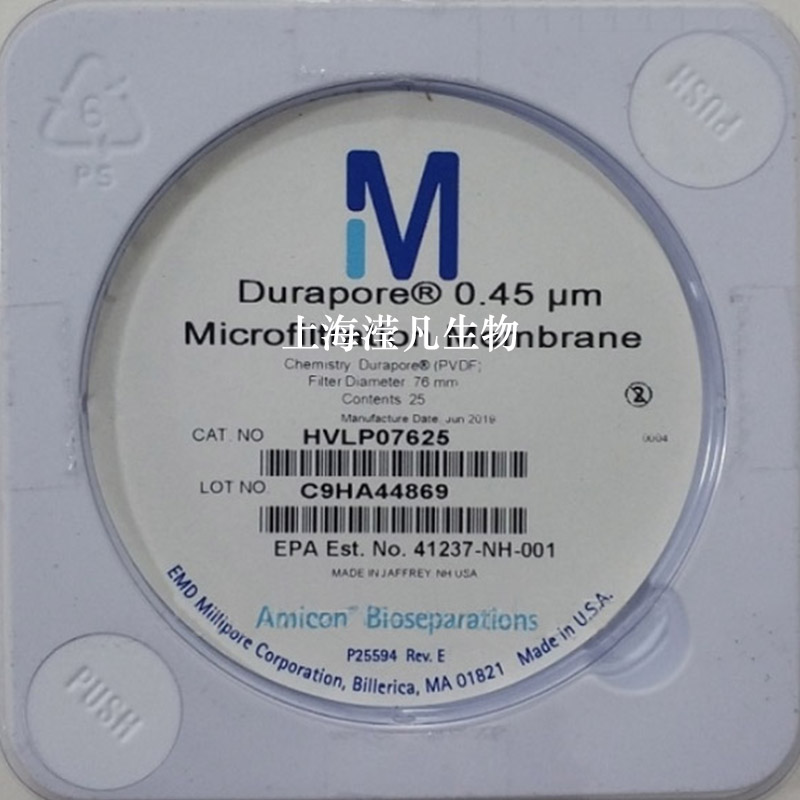 6
PS
PUSH
M
Durapore® 0.45 µm
Microfiltration Membrane
上海滢凡生物
Chemistry Durapore® (PVDF)
Filter Diameter 76 mm
Contents 25
Manufacture Date: Jun 2019
2
CAT. NO HVLP07625
0004
LOT NO. C9HA44869
EPA Est. No. 41237-NH-001
MADE IN JAFFREY NH USA
Amicon™ Bioseparations
P25594 Rev. E
EMD Millipore Corporation, Billerica, MA 01821 Made in U.S.A.
PUSH